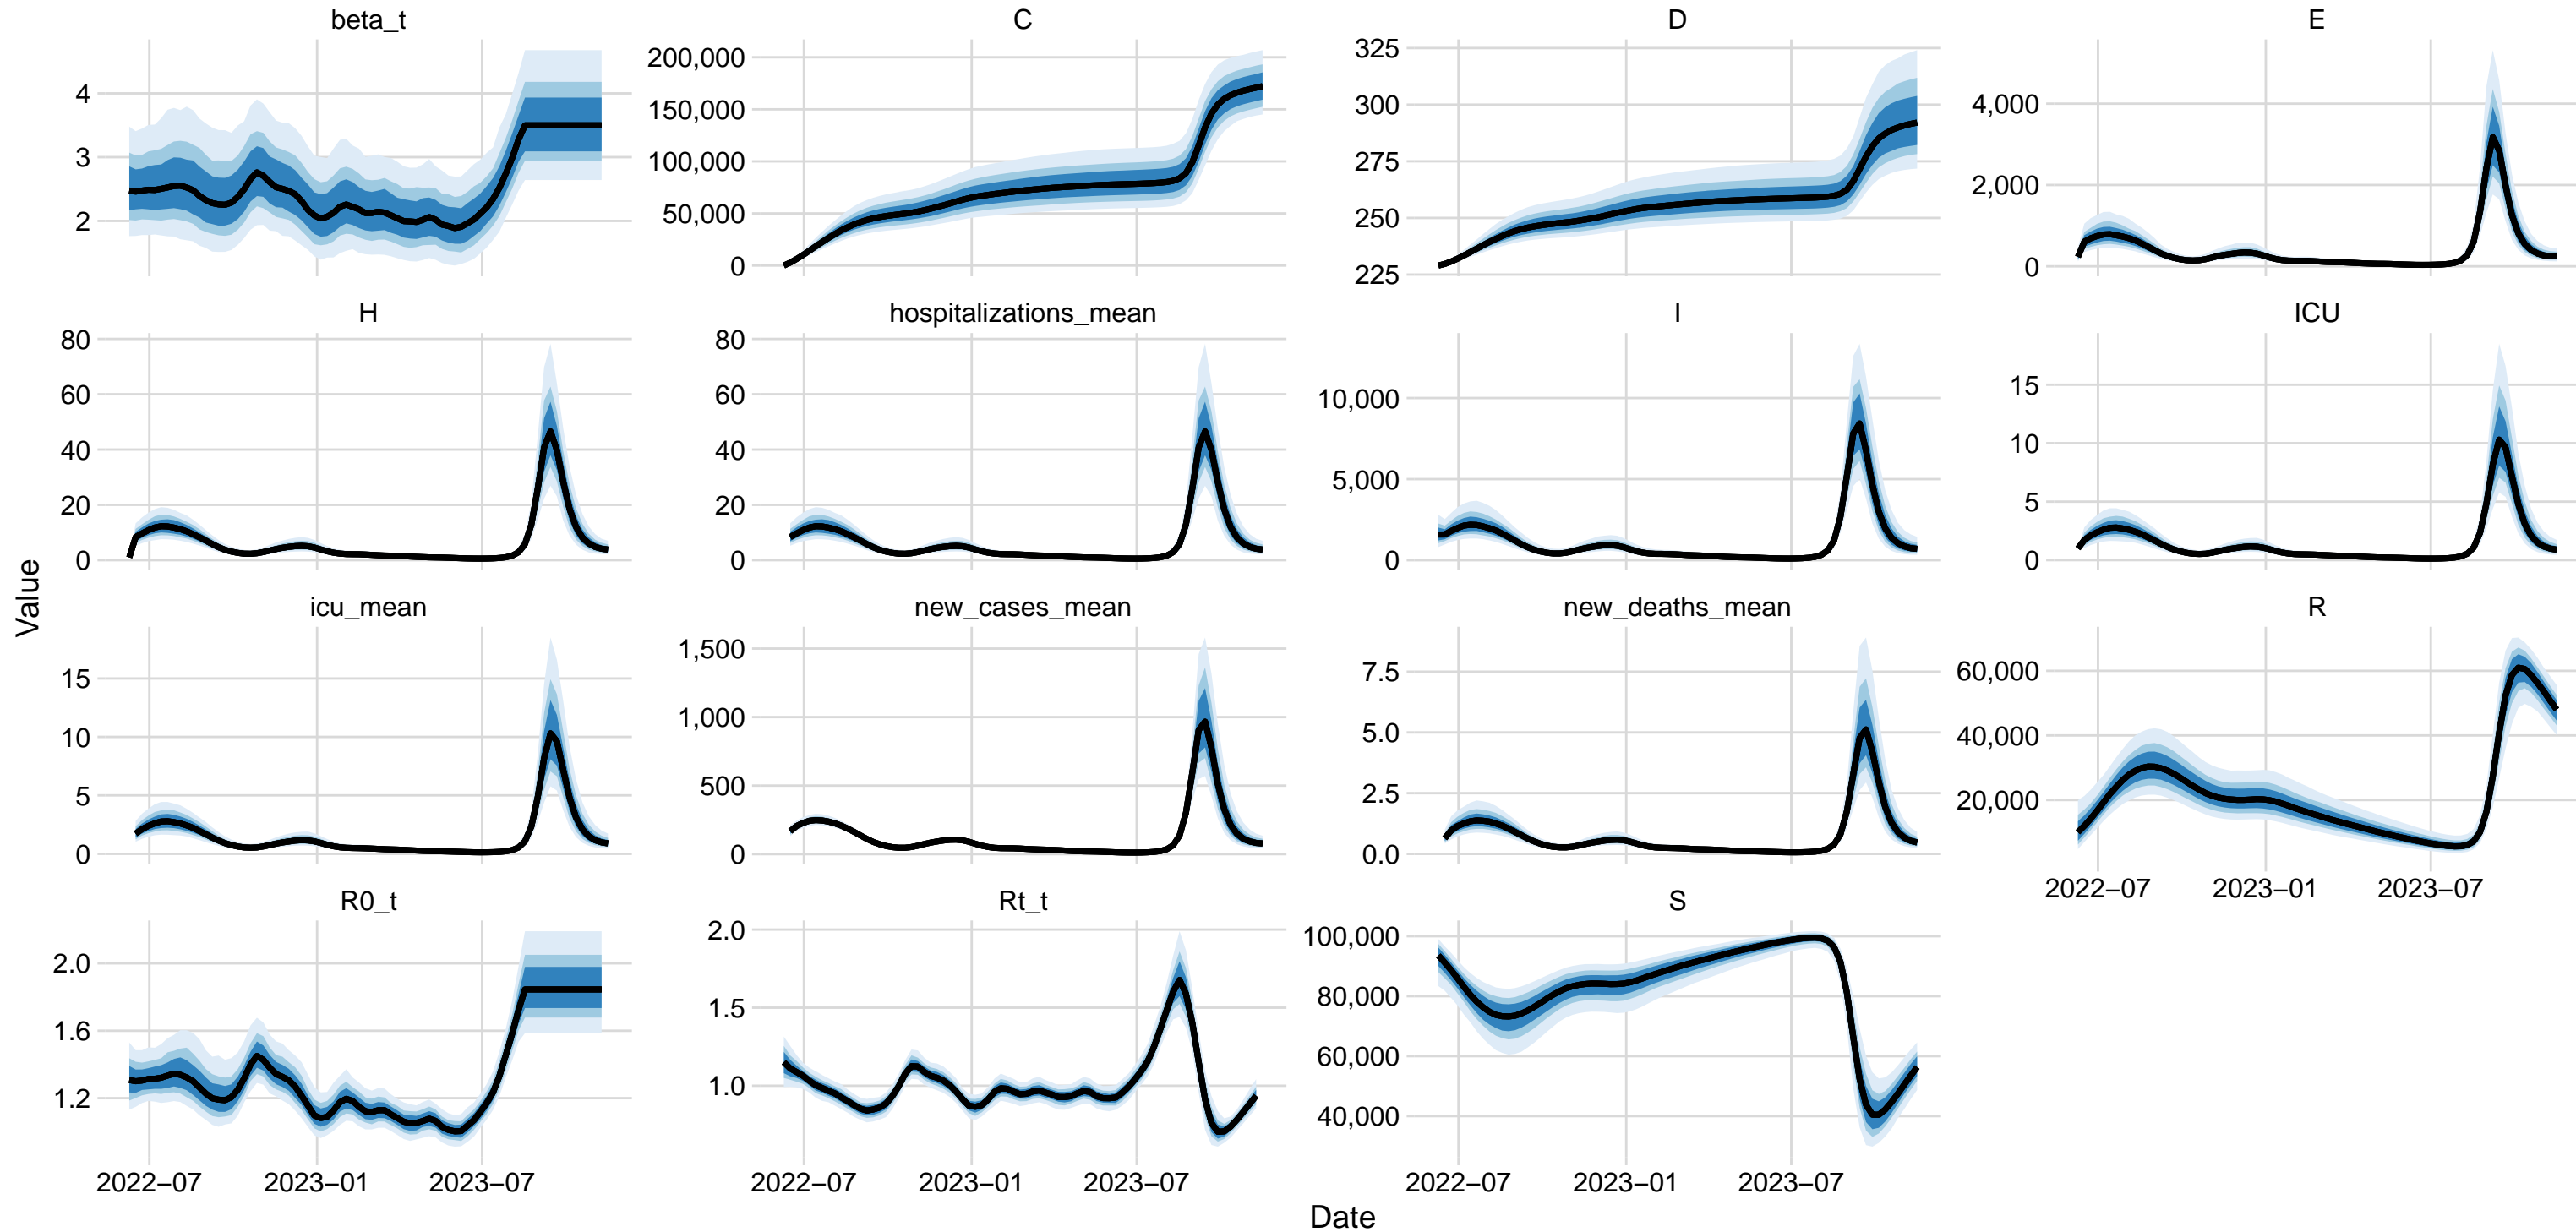 beta_t
C
D
E
4
3
2
200,000
150,000
100,000
50,000
0
325
300
275
250
225
4,000
2,000
0
H
hospitalizations_mean
I
ICU
80
60
40
20
0
80
60
40
20
0
10,000
5,000
0
15
10
5
0
Value
icu_mean
new_cases_mean
new_deaths_mean
R
15
10
5
0
1,500
1,000
500
0
7.5
5.0
2.5
0.0
60,000
40,000
20,000
2022−07 2023−01 2023−07
R0_t
Rt_t
S
2.0
1.6
1.2
2.0
1.5
1.0
100,000
80,000
60,000
40,000
2022−07 2023−01 2023−07
2022−07 2023−01 2023−07
2022−07 2023−01 2023−07
Date